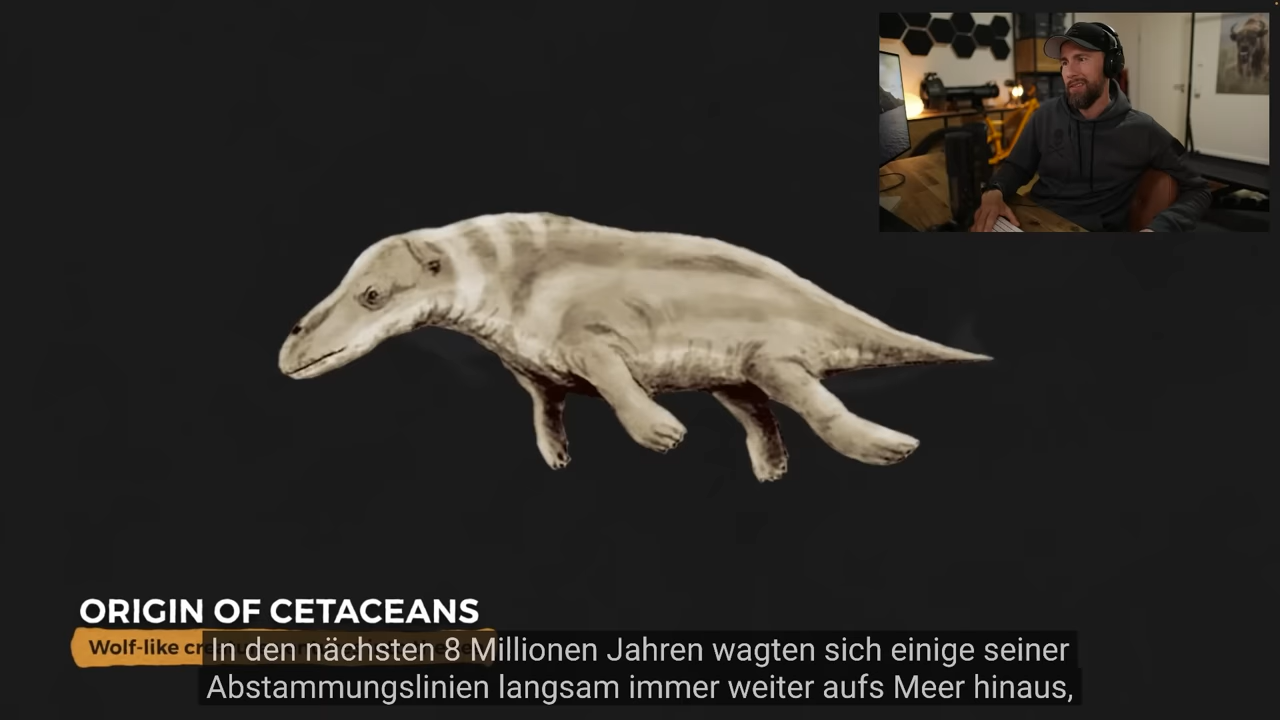 ORIGIN OF CETACEANS
Wolf-like
In den nächsten 8 Millionen Jahren wagten sich einige seiner
Abstammungslinien langsam immer weiter aufs Meer hinaus,